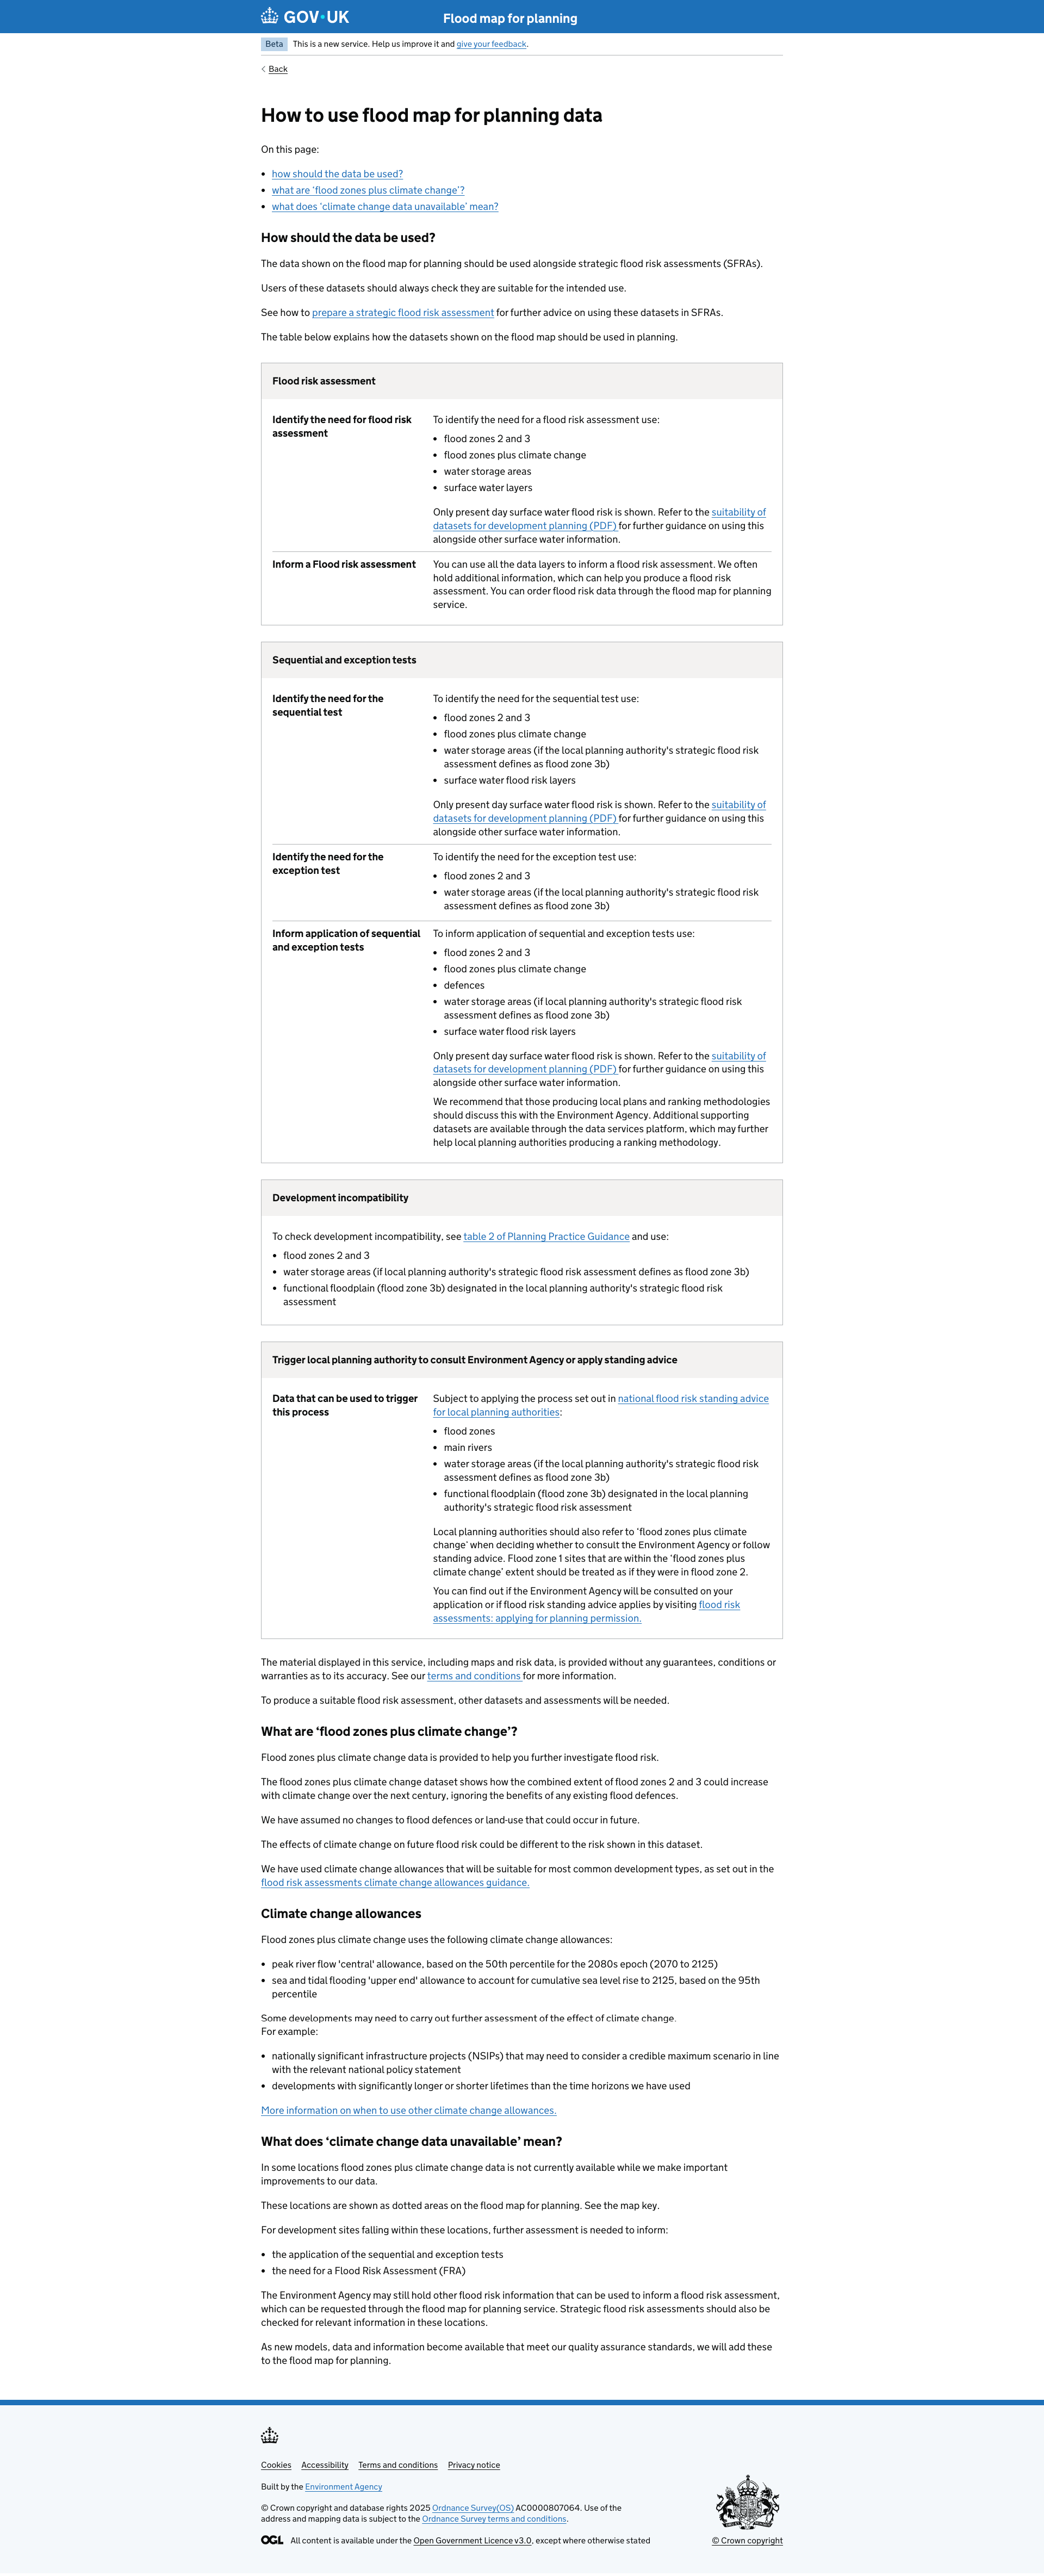 GOV.UK
Flood map for planning
Beta This is a new service. Help us improve it and give your feedback.
Back
How to use flood map for planning data
On this page:
• how should the data be used?
• what are ‘flood zones plus climate change’?
• what does ‘climate change data unavailable’ mean?
How should the data be used?
The data shown on the flood map for planning should be used alongside strategic flood risk assessments (SFRAs).
Users of these datasets should always check they are suitable for the intended use.
See how to prepare a strategic flood risk assessment for further advice on using these datasets in SFRAs.
The table below explains how the datasets shown on the flood map should be used in planning.
Flood risk assessment
Identify the need for flood risk
assessment
To identify the need for a flood risk assessment use:
• flood zones 2 and 3
• flood zones plus climate change
• water storage areas
• surface water layers
Only present day surface water flood risk is shown. Refer to the suitability of
datasets for development planning (PDF) for further guidance on using this
alongside other surface water information.
Inform a Flood risk assessment
You can use all the data layers to inform a flood risk assessment. We often
hold additional information, which can help you produce a flood risk
assessment. You can order flood risk data through the flood map for planning
service.
Sequential and exception tests
Identify the need for the
sequential test
To identify the need for the sequential test use:
• flood zones 2 and 3
• flood zones plus climate change
• water storage areas (if the local planning authority's strategic flood risk
assessment defines as flood zone 3b)
• surface water flood risk layers
Only present day surface water flood risk is shown. Refer to the suitability of
datasets for development planning (PDF) for further guidance on using this
alongside other surface water information.
Identify the need for the
exception test
To identify the need for the exception test use:
• flood zones 2 and 3
• water storage areas (if the local planning authority's strategic flood risk
assessment defines as flood zone 3b)
Inform application of sequential
and exception tests
To inform application of sequential and exception tests use:
• flood zones 2 and 3
• flood zones plus climate change
• defences
• water storage areas (if local planning authority's strategic flood risk
assessment defines as flood zone 3b)
• surface water flood risk layers
Only present day surface water flood risk is shown. Refer to the suitability of
datasets for development planning (PDF) for further guidance on using this
alongside other surface water information.
We recommend that those producing local plans and ranking methodologies
should discuss this with the Environment Agency. Additional supporting
datasets are available through the data services platform, which may further
help local planning authorities producing a ranking methodology.
Development incompatibility
To check development incompatibility, see table 2 of Planning Practice Guidance and use:
• flood zones 2 and 3
• water storage areas (if local planning authority's strategic flood risk assessment defines as flood zone 3b)
• functional floodplain (flood zone 3b) designated in the local planning authority's strategic flood risk
assessment
Trigger local planning authority to consult Environment Agency or apply standing advice
Data that can be used to trigger
this process
Subject to applying the process set out in national flood risk standing advice
for local planning authorities:
• flood zones
• main rivers
• water storage areas (if the local planning authority's strategic flood risk
assessment defines as flood zone 3b)
• functional floodplain (flood zone 3b) designated in the local planning
authority's strategic flood risk assessment
Local planning authorities should also refer to ‘flood zones plus climate
change’ when deciding whether to consult the Environment Agency or follow
standing advice. Flood zone 1 sites that are within the ‘flood zones plus
climate change’ extent should be treated as if they were in flood zone 2.
You can find out if the Environment Agency will be consulted on your
application or if flood risk standing advice applies by visiting flood risk
assessments: applying for planning permission.
The material displayed in this service, including maps and risk data, is provided without any guarantees, conditions or
warranties as to its accuracy. See our terms and conditions for more information.
To produce a suitable flood risk assessment, other datasets and assessments will be needed.
What are ‘flood zones plus climate change’?
Flood zones plus climate change data is provided to help you further investigate flood risk.
The flood zones plus climate change dataset shows how the combined extent of flood zones 2 and 3 could increase
with climate change over the next century, ignoring the benefits of any existing flood defences.
We have assumed no changes to flood defences or land-use that could occur in future.
The effects of climate change on future flood risk could be different to the risk shown in this dataset.
We have used climate change allowances that will be suitable for most common development types, as set out in the
flood risk assessments climate change allowances guidance.
Climate change allowances
Flood zones plus climate change uses the following climate change allowances:
• peak river flow 'central' allowance, based on the 50th percentile for the 2080s epoch (2070 to 2125)
• sea and tidal flooding 'upper end' allowance to account for cumulative sea level rise to 2125, based on the 95th
percentile
Some developments may need to carry out further assessment of the effect of climate change.
For example:
• nationally significant infrastructure projects (NSIPs) that may need to consider a credible maximum scenario in line
with the relevant national policy statement
• developments with significantly longer or shorter lifetimes than the time horizons we have used
More information on when to use other climate change allowances.
What does ‘climate change data unavailable’ mean?
In some locations flood zones plus climate change data is not currently available while we make important
improvements to our data.
These locations are shown as dotted areas on the flood map for planning. See the map key.
For development sites falling within these locations, further assessment is needed to inform:
• the application of the sequential and exception tests
• the need for a Flood Risk Assessment (FRA)
The Environment Agency may still hold other flood risk information that can be used to inform a flood risk assessment,
which can be requested through the flood map for planning service. Strategic flood risk assessments should also be
checked for relevant information in these locations.
As new models, data and information become available that meet our quality assurance standards, we will add these
to the flood map for planning.
Cookies Accessibility Terms and conditions Privacy notice
Built by the Environment Agency
© Crown copyright and database rights 2025 Ordnance Survey(OS) AC0000807064. Use of the
address and mapping data is subject to the Ordnance Survey terms and conditions.
OGL All content is available under the Open Government Licence v3.0, except where otherwise stated
© Crown copyright